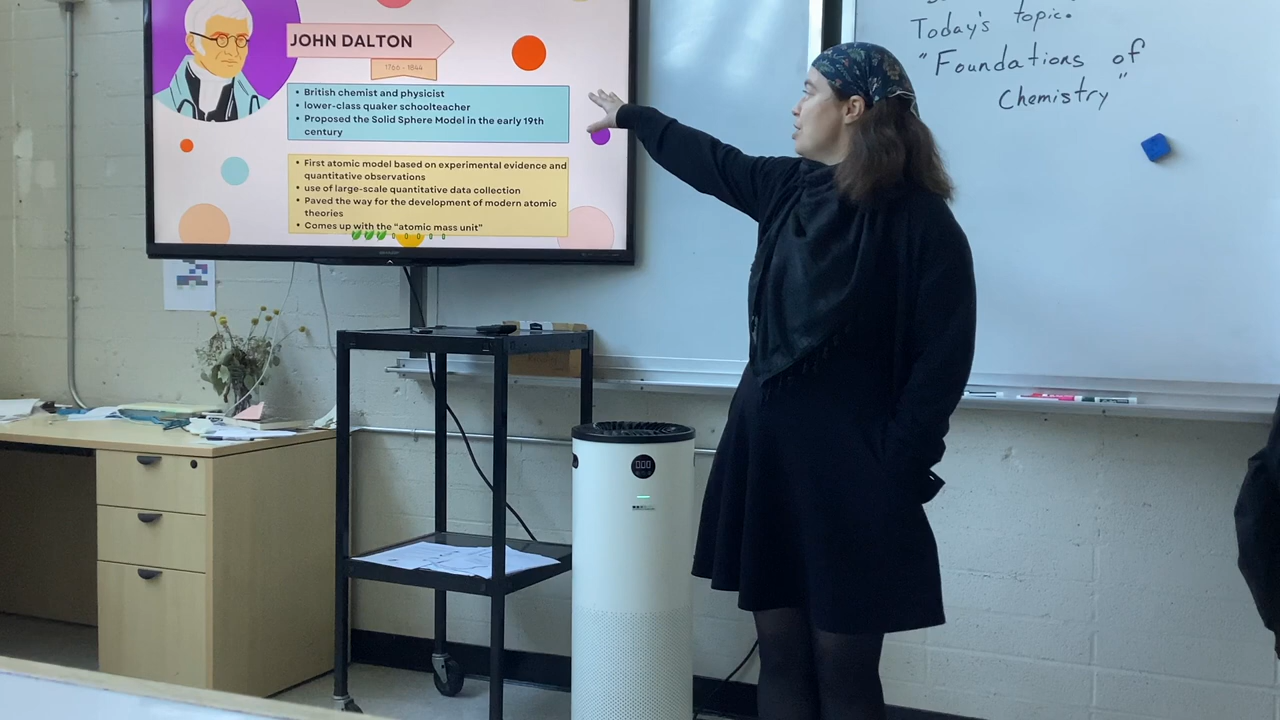 JOHN DALTON
1766 - 1844
British chemist and physicist
lower-class quaker schoolteacher
Proposed the Solid Sphere Model in the early 19th
century
First atomic model based on experimental evidence and
quantitative observations
use of large-scale quantitative data collection
Paved the way for the development of modern atomic
theories
Comes up with the "atomic mass unit"
Today's topic.
"Foundations of
Chemistry"